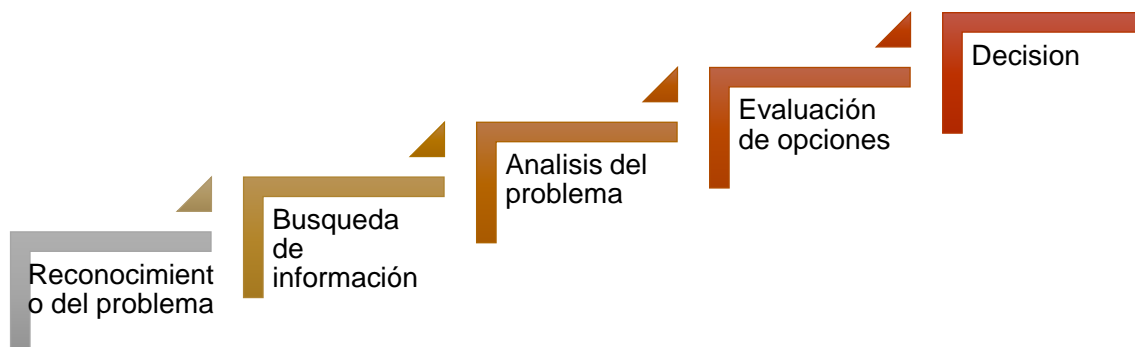 Reconocimient
o del problema
Busqueda
de
información
Analisis del
problema
Evaluación
de opciones
Decision